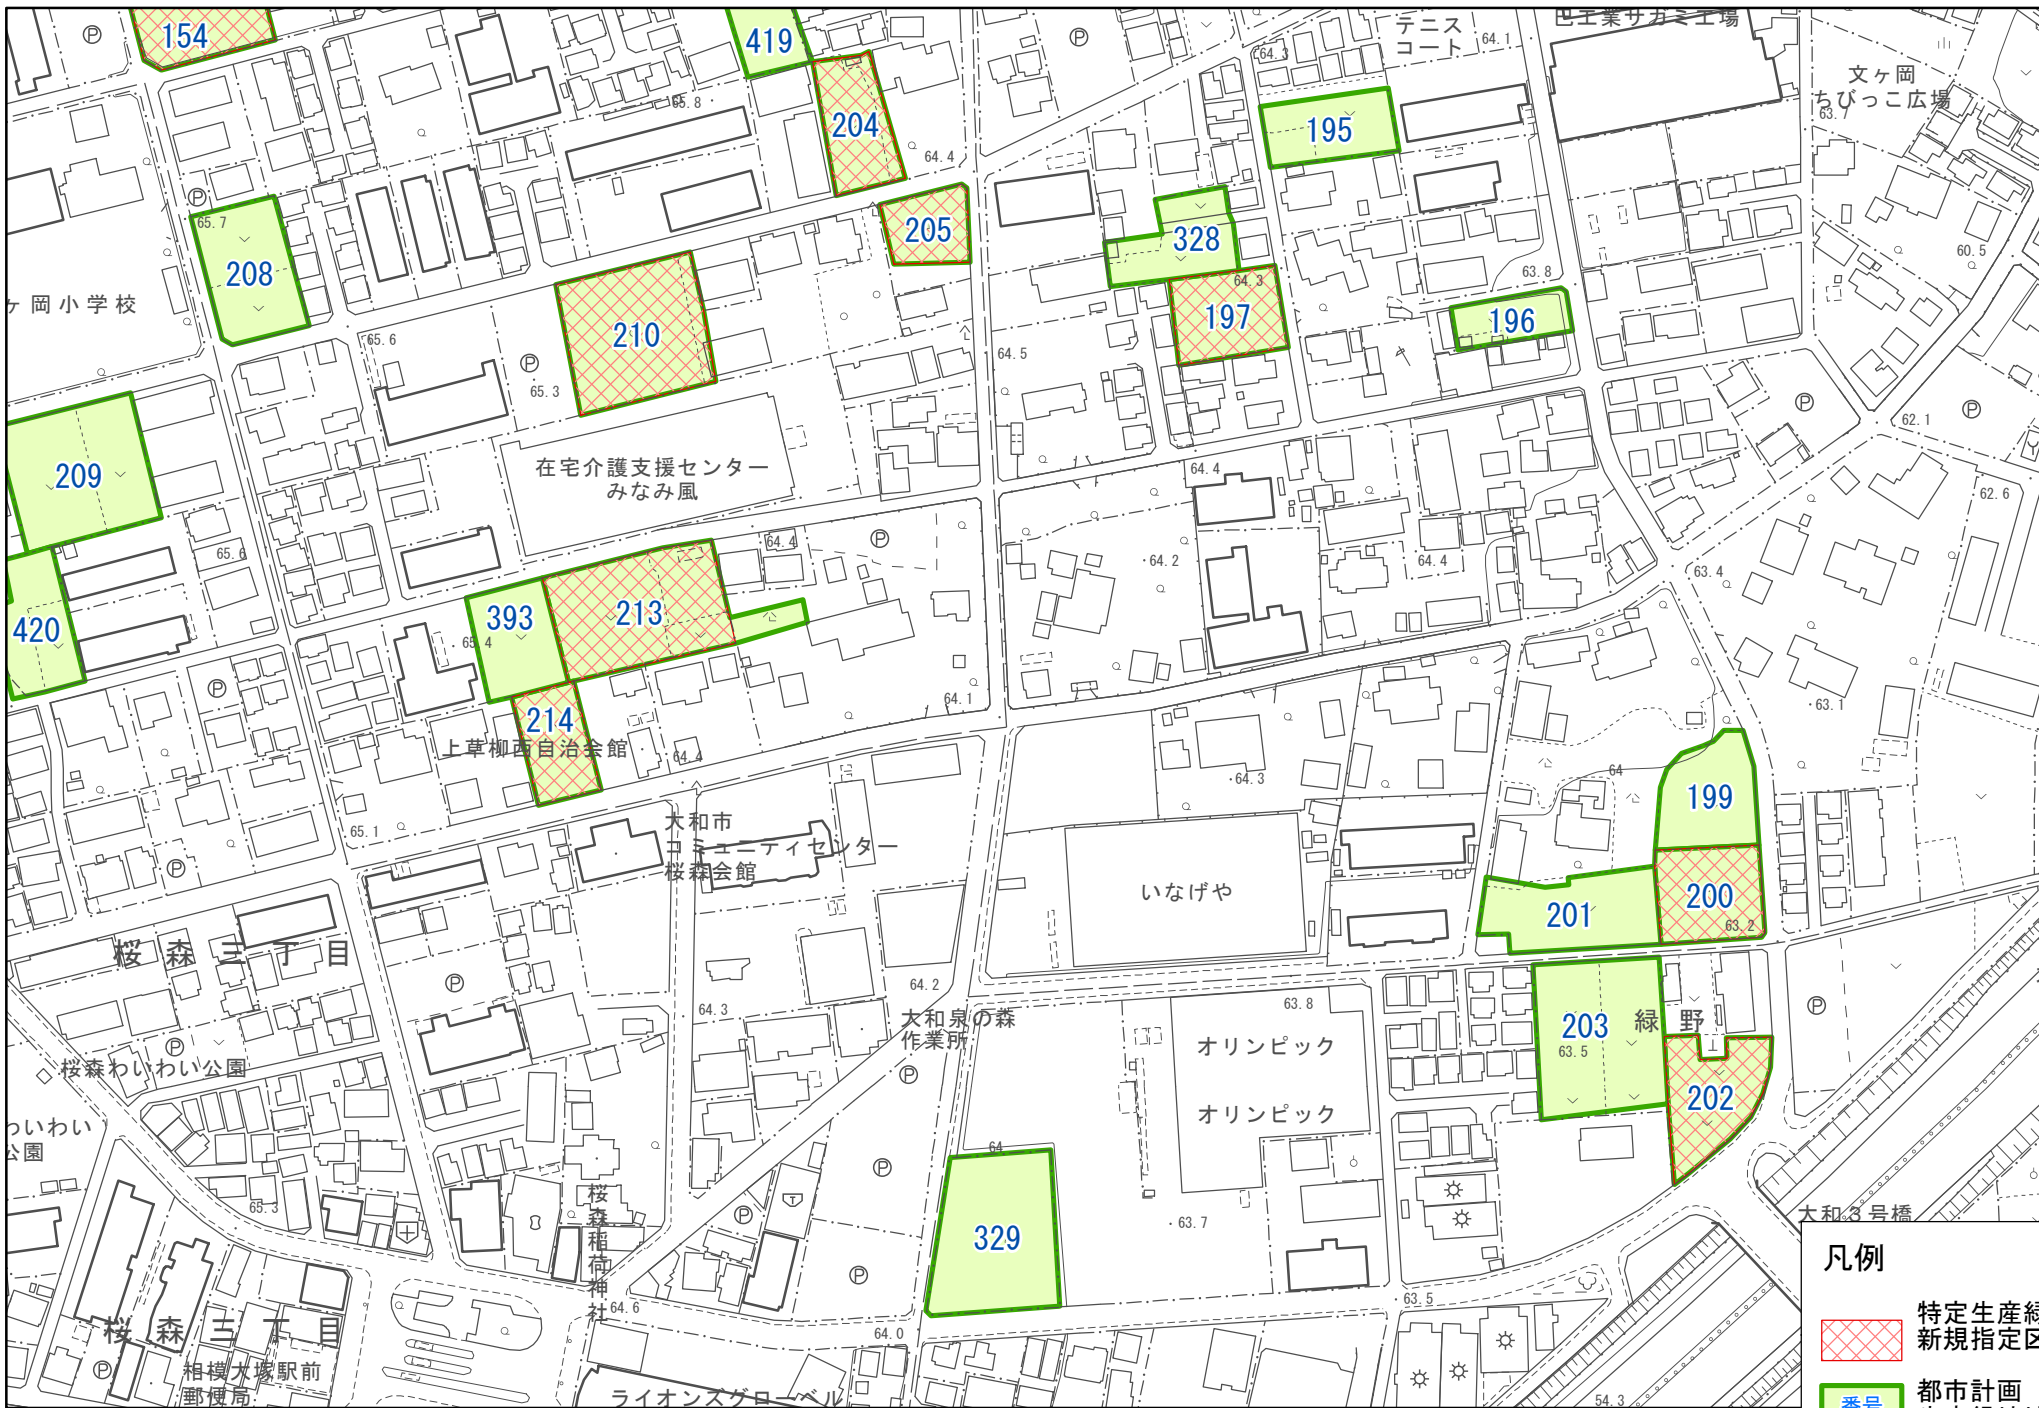 154
Ⓟ
419
Ⓟ
テニス
コート
64.1
64.3
巴工業サガミ工場
文ヶ岡
ちびっこ広場
63.7
65.8
204
195
64.4
Ⓟ
65.7
205
328
208
60.5
63.8
64.3
ヶ岡小学校
210
197
196
65.6
64.5
Ⓟ
65.3
Ⓟ
Ⓟ
62.1
209
在宅介護支援センター
みなみ風
64.4
62.6
65.6
64.4
Ⓟ
64.2
64.4
63.4
393
213
420
65.4
Ⓟ
64.1
63.1
214
上草柳西自治会館
64.4
64.3
64
199
65.1
大和市
コミュニティセンター
桜森会館
Ⓟ
いなげや
200
201
63.2
桜森三丁目
Ⓟ
64.2
64.3
63.8
Ⓟ
大和泉の森
作業所
203
緑野
オリンピック
63.5
Ⓟ
桜森わいわい公園
Ⓟ
202
オリンピック
わいわい
公園
64
Ⓟ
桜森稲荷神社
65.3
Ⓟ
63.7
大和3号橋
329
凡例
Ⓟ
64.6
63.5
特定生産緑
新規指定区
64.0
桜森三丁目
Ⓟ
相模大塚駅前
郵便局
ライオンズグローベル
54.3
番号
都市計画